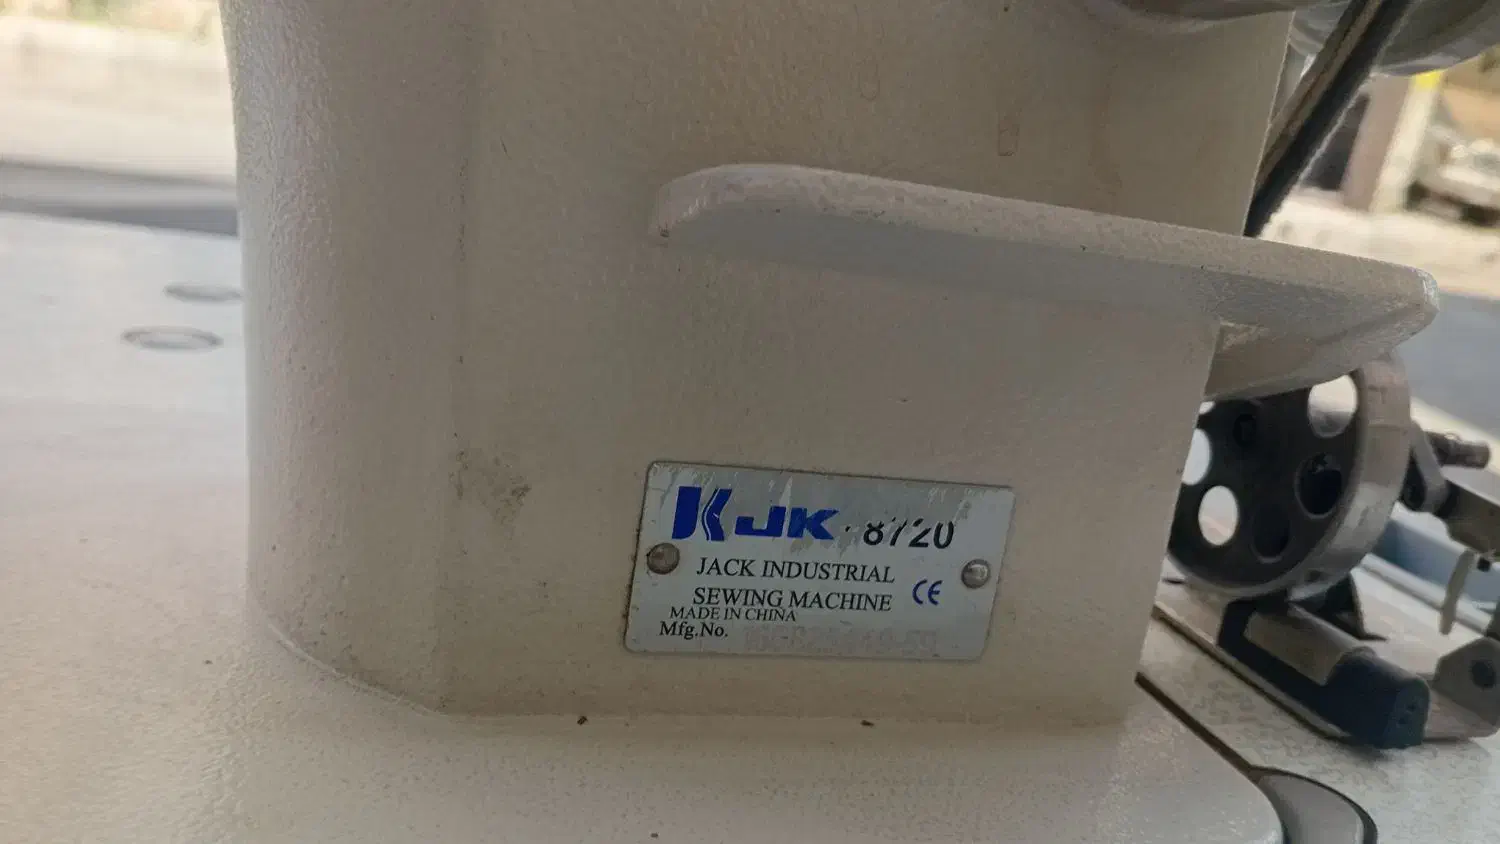 JK-8720
JACK INDUSTRIAL
SEWING MACHINE
CE
MADE IN CHINA
Mfg.No.